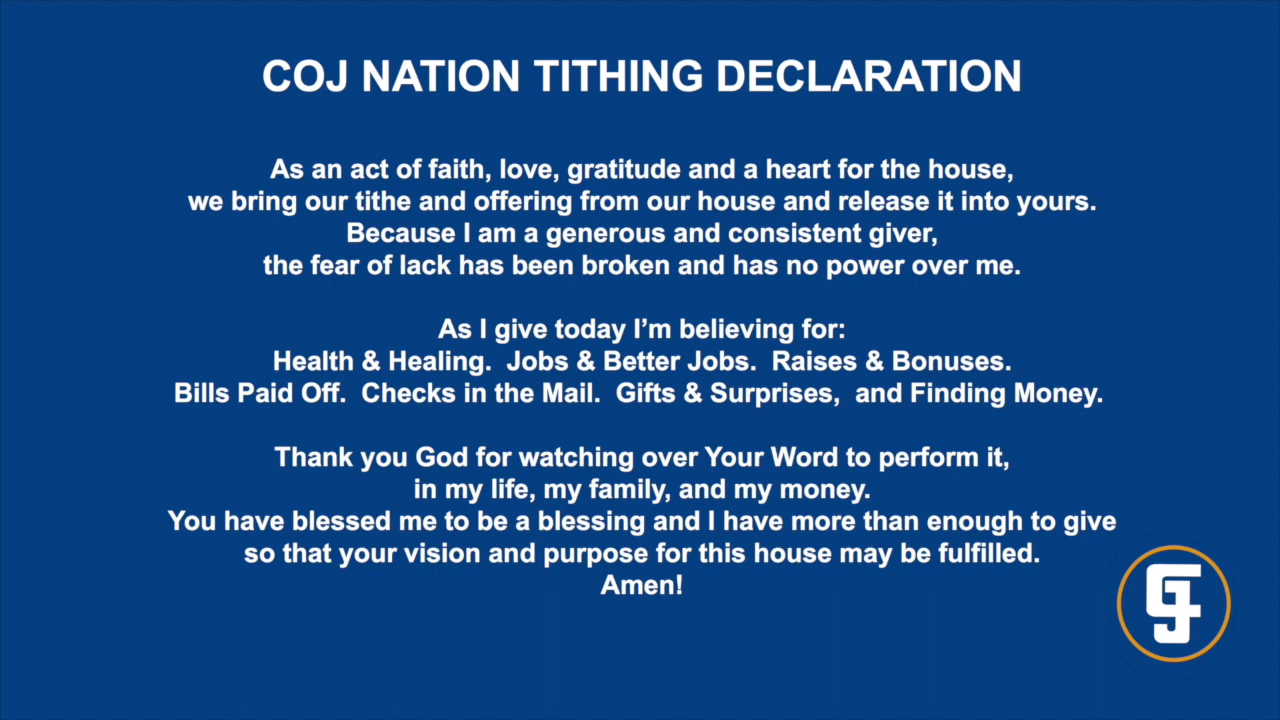 COJ NATION TITHING DECLARATION
As an act of faith, love, gratitude and a heart for the house,
we bring our tithe and offering from our house and release it into yours.
Because I am a generous and consistent giver,
the fear of lack has been broken and has no power over me.
As I give today I’m believing for:
Health & Healing.  Jobs & Better Jobs.  Raises & Bonuses.
Bills Paid Off.  Checks in the Mail.  Gifts & Surprises,  and Finding Money.
Thank you God for watching over Your Word to perform it,
in my life, my family, and my money.
You have blessed me to be a blessing and I have more than enough to give
so that your vision and purpose for this house may be fulfilled.
Amen!